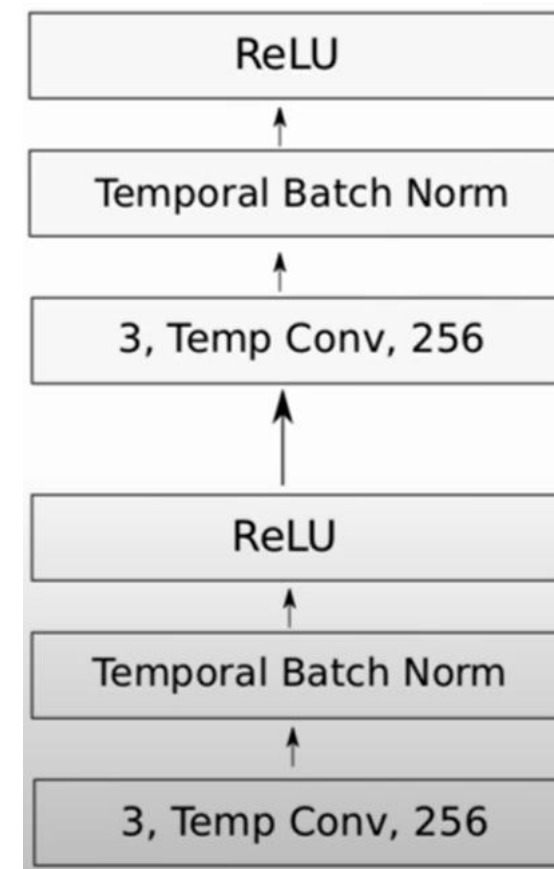 ReLU
Temporal Batch Norm
3, Temp Conv, 256
ReLU
Temporal Batch Norm
3, Temp Conv, 256